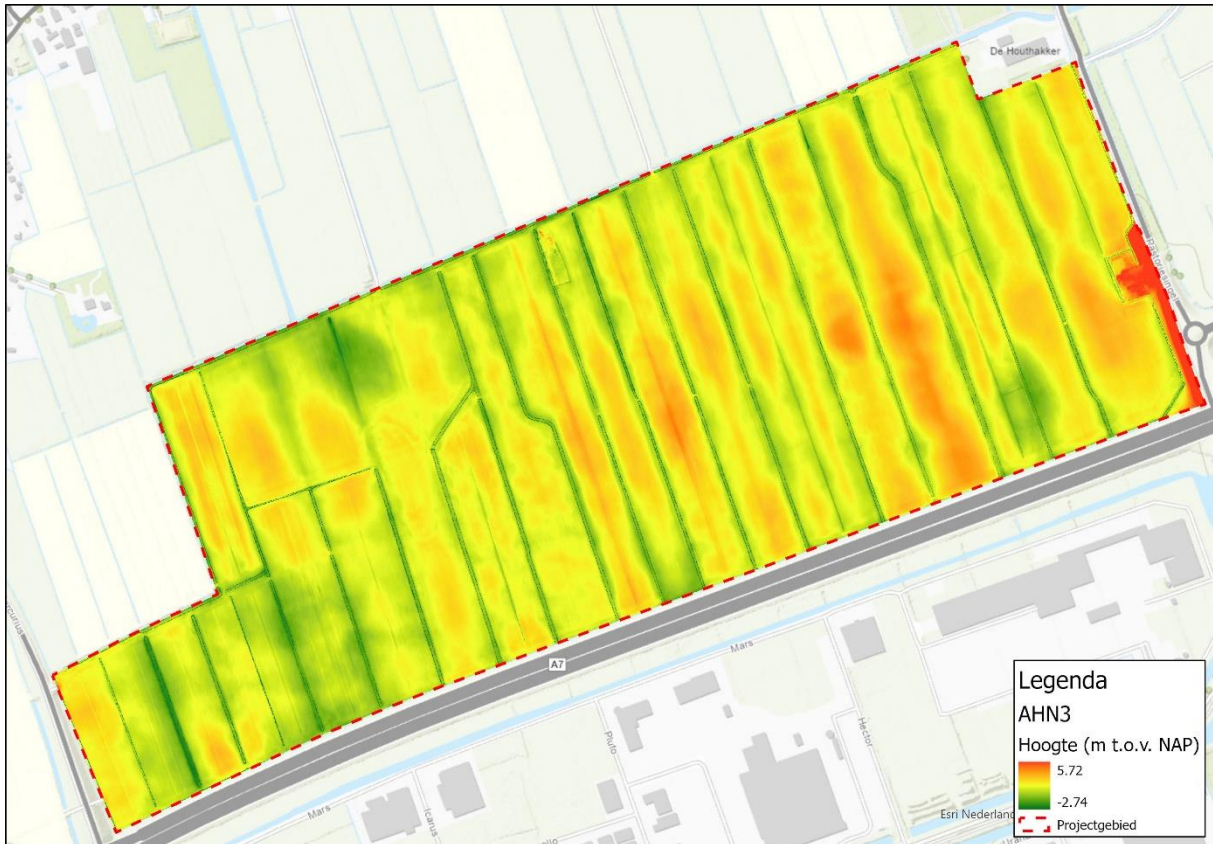 De Houthakker
Pastoriesingel
A7
Mars
Hector
Pluto
Mars
Icarus
Legenda
AHN3
Hoogte (m t.o.v. NAP)
5.72
-2.74
Projectgebied
Esri Nederland